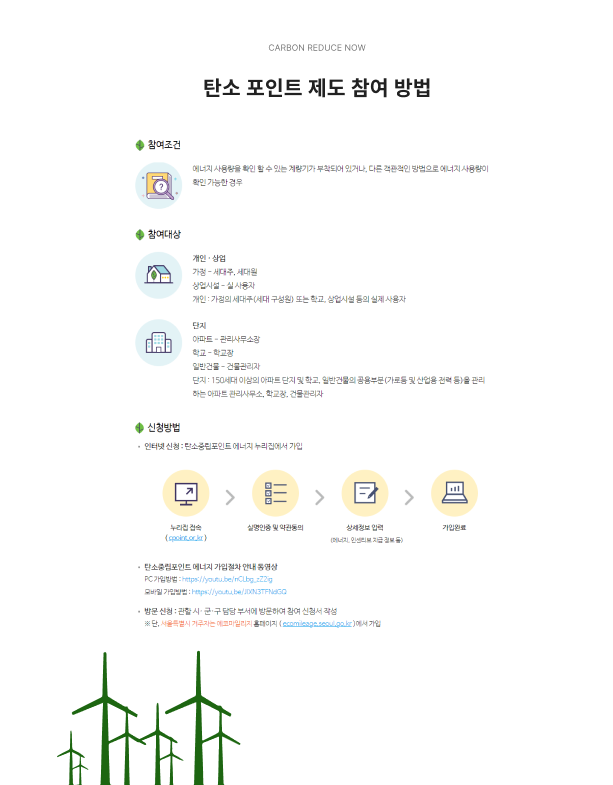 CARBON REDUCE NOW
탄소 포인트 제도 참여 방법
참여조건
에너지 사용량을 확인 할 수 있는 계량기가 부착되어 있거나, 다른 객관적인 방법으로 에너지 사용량이
확인 가능한 경우
참여대상
개인 · 상업
가정 – 세대주, 세대원
상업시설 – 실 사용자
개인 : 가정의 세대주(세대 구성원) 또는 학교, 상업시설 등의 실제 사용자
단지
아파트 – 관리사무소장
학교 – 학교장
일반건물 – 건물관리자
단지 : 150세대 이상의 아파트 단지 및 학교, 일반건물의 공용부문(가로등 및 산업용 전력 등)을 관리
하는 아파트 관리사무소, 학교장, 건물관리자
신청방법
• 인터넷 신청 : 탄소중립포인트 에너지 누리집에서 가입
누리집 접속
( cpoint.or.kr )
실명인증 및 약관동의
상세정보 입력
(에너지, 인센티브 지급 정보 등)
가입완료
• 탄소중립포인트 에너지 가입절차 안내 동영상
PC 가입방법 : https://youtu.be/
모바일 가입방법 : https://youtu.be/
• 방문 신청 : 관할 시· 군·구 담당 부서에 방문하여 참여 신청서 작성
※ 단, 서울특별시 거주자는 에코마일리지 홈페이지 ( ecomileage.seoul.go.kr )에서 가입